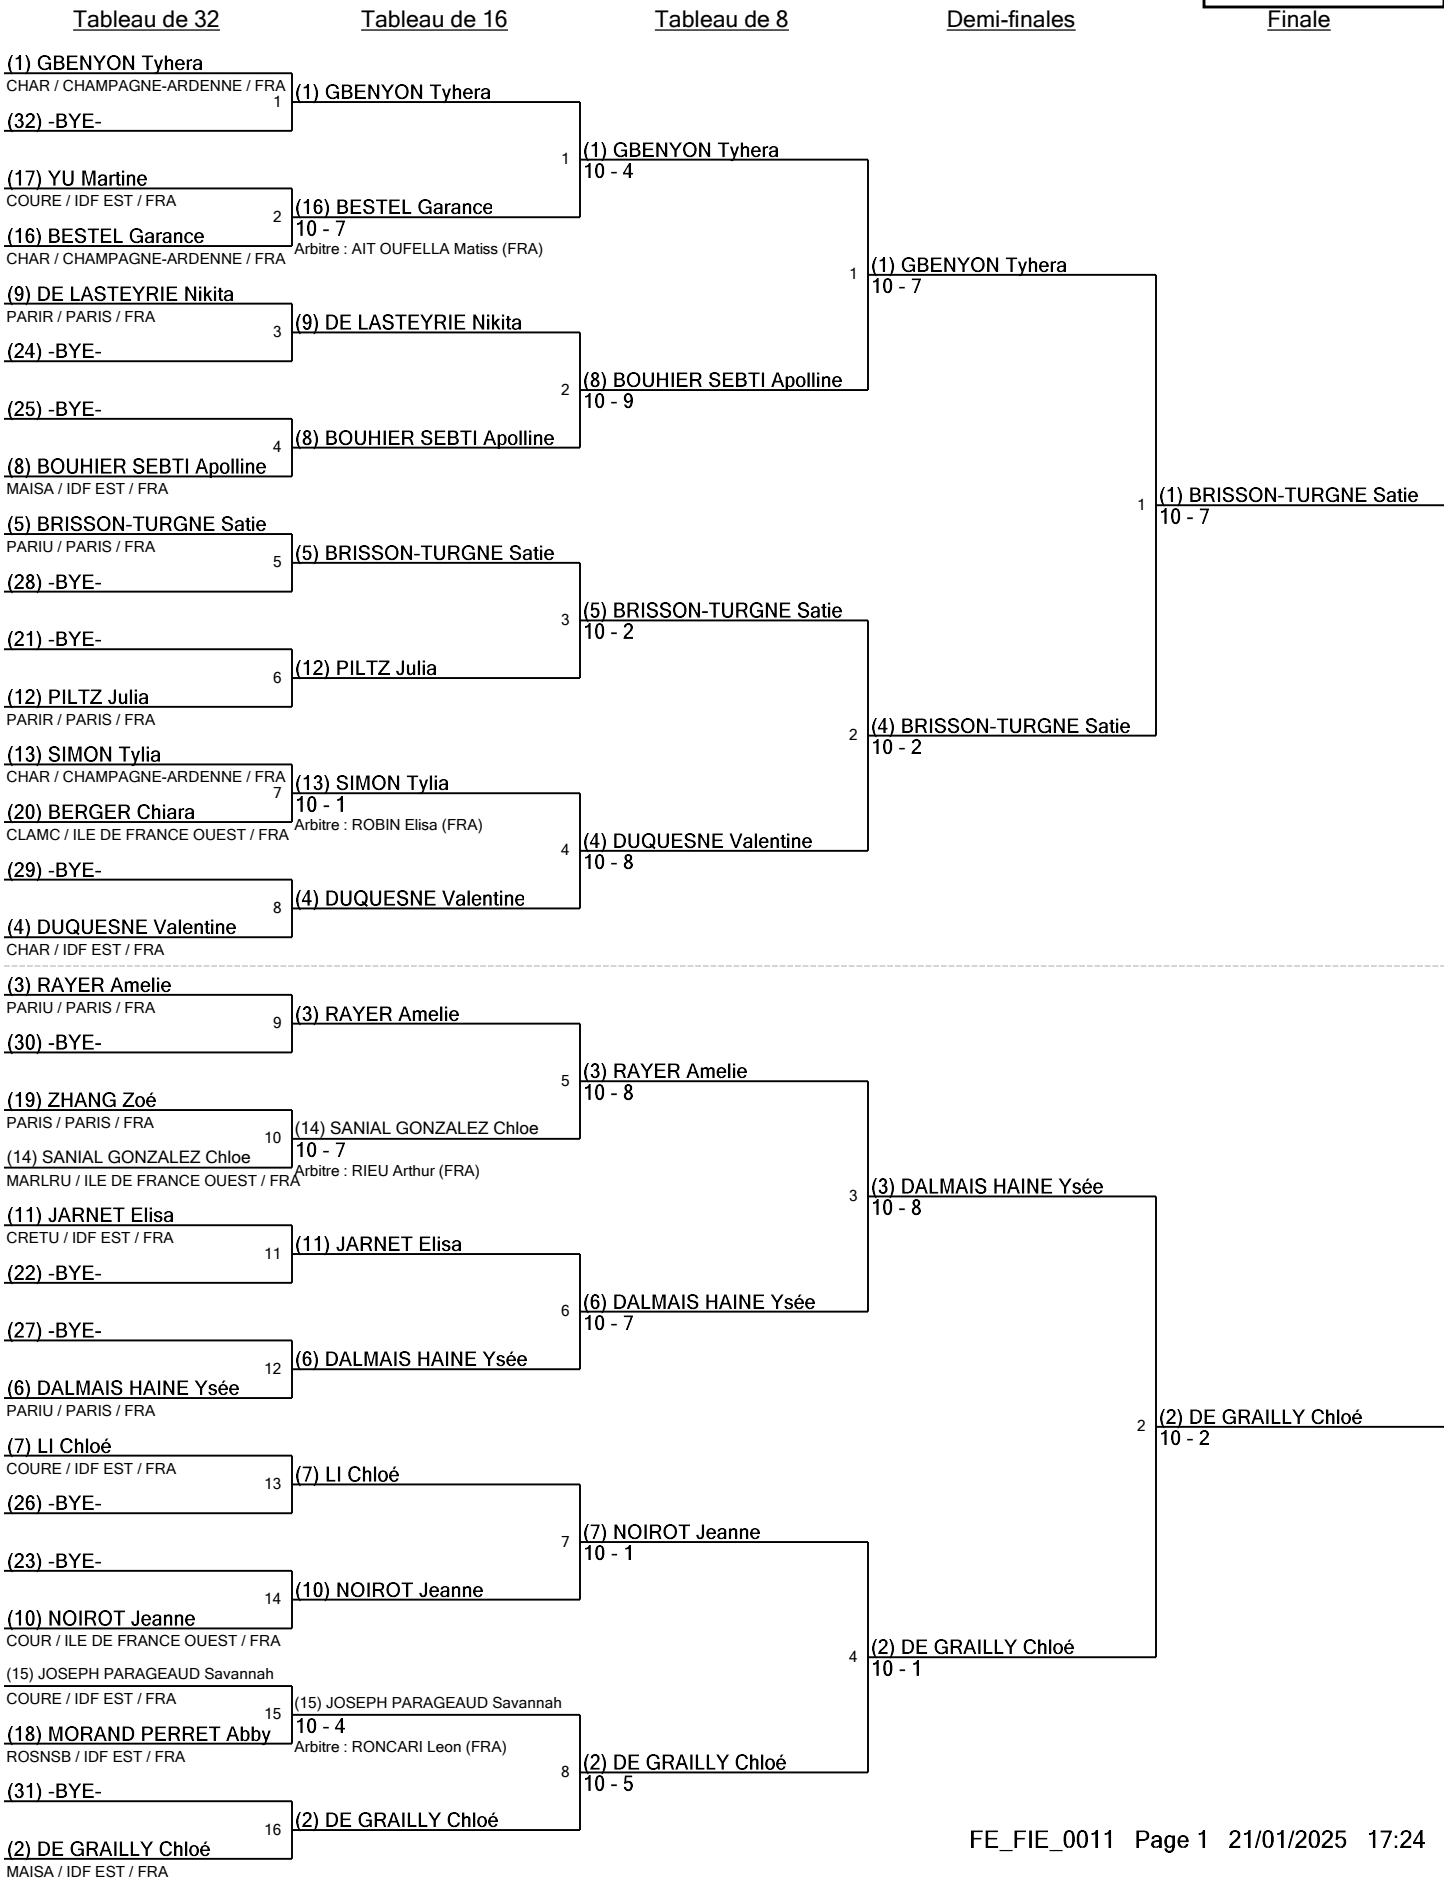 Tableau de 32 Tableau de 16 Tableau de 8 Demi-finales Finale
(1) GBENYON Tyhera
CHAR / CHAMPAGNE-ARDENNE / FRA
1 (1) GBENYON Tyhera
(32) -BYE-
1 (1) GBENYON Tyhera
10 - 4
(17) YU Martine
COURE / IDF EST / FRA
2 (16) BESTEL Garance
10 - 7
Arbitre : AIT OUFELLA Matiss (FRA)
(16) BESTEL Garance
CHAR / CHAMPAGNE-ARDENNE / FRA
1 (1) GBENYON Tyhera
10 - 7
(9) DE LASTEYRIE Nikita
PARIR / PARIS / FRA
3 (9) DE LASTEYRIE Nikita
(24) -BYE-
2 (8) BOUHIER SEBTI Apolline
10 - 9
(25) -BYE-
4 (8) BOUHIER SEBTI Apolline
(8) BOUHIER SEBTI Apolline
MAISA / IDF EST / FRA
1 (1) BRISSON-TURGNE Satie
10 - 7
(5) BRISSON-TURGNE Satie
PARIU / PARIS / FRA
5 (5) BRISSON-TURGNE Satie
(28) -BYE-
3 (5) BRISSON-TURGNE Satie
10 - 2
(21) -BYE-
6 (12) PILTZ Julia
(12) PILTZ Julia
PARIR / PARIS / FRA
2 (4) BRISSON-TURGNE Satie
10 - 2
(13) SIMON Tylia
CHAR / CHAMPAGNE-ARDENNE / FRA
7 (13) SIMON Tylia
10 - 1
Arbitre : ROBIN Elisa (FRA)
(20) BERGER Chiara
CLAMC / ILE DE FRANCE OUEST / FRA
4 (4) DUQUESNE Valentine
10 - 8
(29) -BYE-
8 (4) DUQUESNE Valentine
(4) DUQUESNE Valentine
CHAR / IDF EST / FRA
(3) RAYER Amelie
PARIU / PARIS / FRA
9 (3) RAYER Amelie
(30) -BYE-
5 (3) RAYER Amelie
10 - 8
(19) ZHANG Zoé
PARIS / PARIS / FRA
10 (14) SANIAL GONZALEZ Chloe
10 - 7
Arbitre : RIEU Arthur (FRA)
(14) SANIAL GONZALEZ Chloe
MARLRU / ILE DE FRANCE OUEST / FRA
3 (3) DALMAIS HAINE Ysée
10 - 8
(11) JARNET Elisa
CRETU / IDF EST / FRA
11 (11) JARNET Elisa
(22) -BYE-
6 (6) DALMAIS HAINE Ysée
10 - 7
(27) -BYE-
12 (6) DALMAIS HAINE Ysée
(6) DALMAIS HAINE Ysée
PARIU / PARIS / FRA
2 (2) DE GRAILLY Chloé
10 - 2
(7) LI Chloé
COURE / IDF EST / FRA
13 (7) LI Chloé
(26) -BYE-
7 (7) NOIROT Jeanne
10 - 1
(23) -BYE-
14 (10) NOIROT Jeanne
(10) NOIROT Jeanne
COUR / ILE DE FRANCE OUEST / FRA
4 (2) DE GRAILLY Chloé
10 - 1
(15) JOSEPH PARAGEAUD Savannah
COURE / IDF EST / FRA
15 (15) JOSEPH PARAGEAUD Savannah
10 - 4
Arbitre : RONCARI Leon (FRA)
(18) MORAND PERRET Abby
ROSNSB / IDF EST / FRA
8 (2) DE GRAILLY Chloé
10 - 5
(31) -BYE-
16 (2) DE GRAILLY Chloé
(2) DE GRAILLY Chloé
MAISA / IDF EST / FRA
FE_FIE_0011 Page 1 21/01/2025 17:24